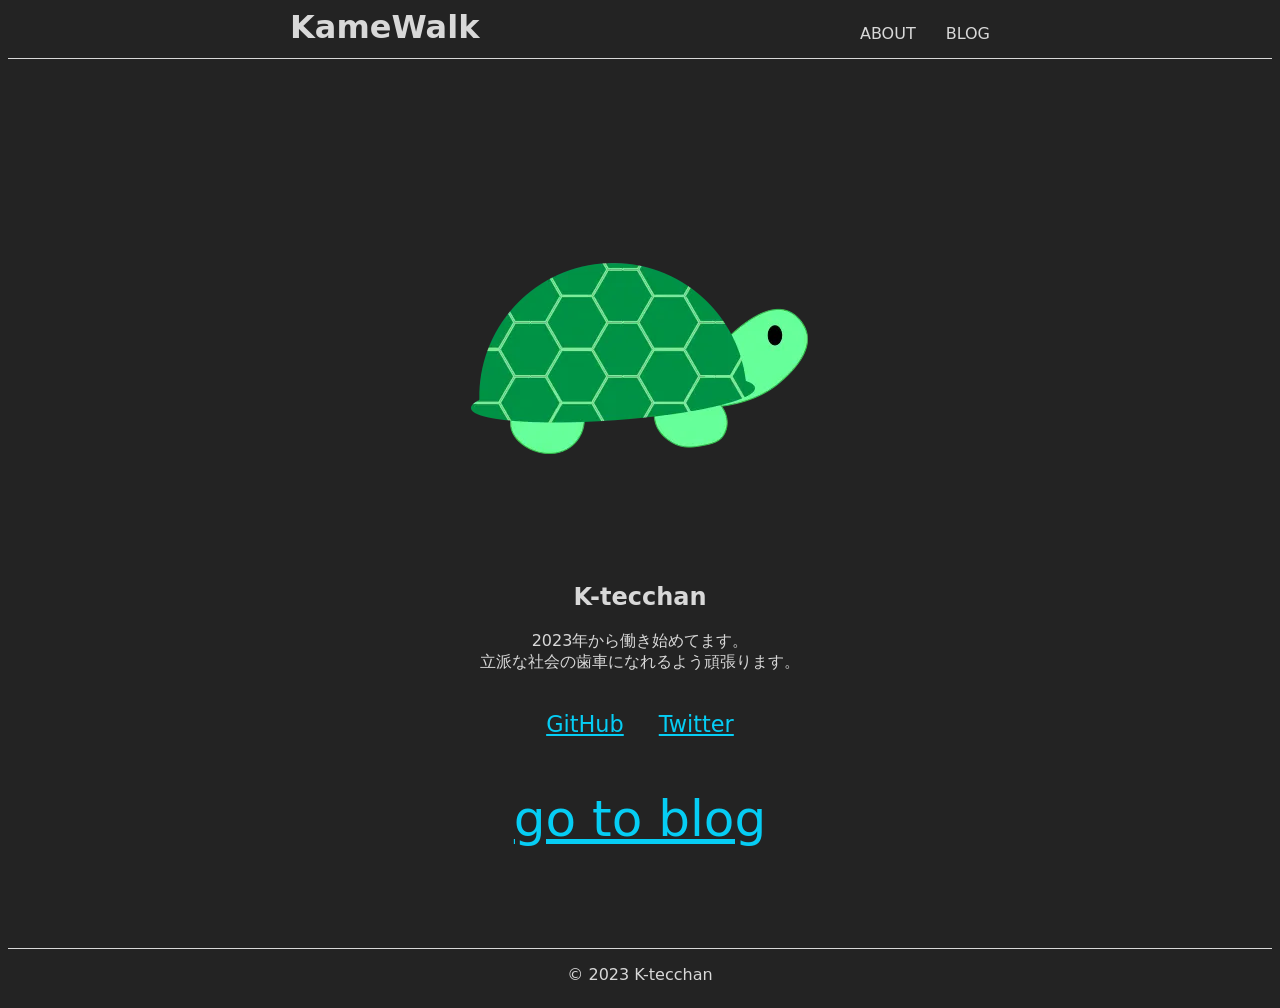 KameWalk
ABOUT BLOG
K-tecchan
2023年から働き始めてます。
立派な社会の歯車になれるよう頑張ります。
GitHub Twitter
go to blog
© 2023 K-tecchan